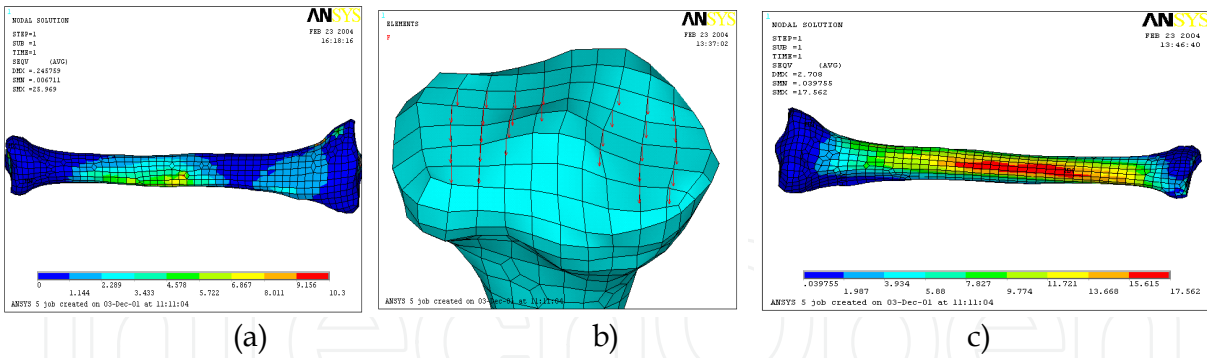 1
NODAL SOLUTION
STEP=1
SUB =1
TIME=1
SEQV (AVG)
DMX =.245759
SMN =.006711
SMX =25.969
ANSYS
FEB 23 2004
16:18:16
0 2.289 4.578 6.867 9.156
1.144 3.433 5.722 8.011 10.3
ANSYS 5 job created on 03-Dec-01 at 11:11:04
(a)
1
ELEMENTS
F
ANSYS
FEB 23 2004
13:37:02
ANSYS 5 job created on 03-Dec-01 at 11:11:04
b)
1
NODAL SOLUTION
STEP=1
SUB =1
TIME=1
SEQV (AVG)
DMX =2.708
SMN =.039755
SMX =17.562
ANSYS
FEB 23 2004
13:46:40
.039755 3.934 7.827 11.721 15.615
1.987 5.88 9.774 13.668 17.562
ANSYS 5 job created on 03-Dec-01 at 11:11:04
c)